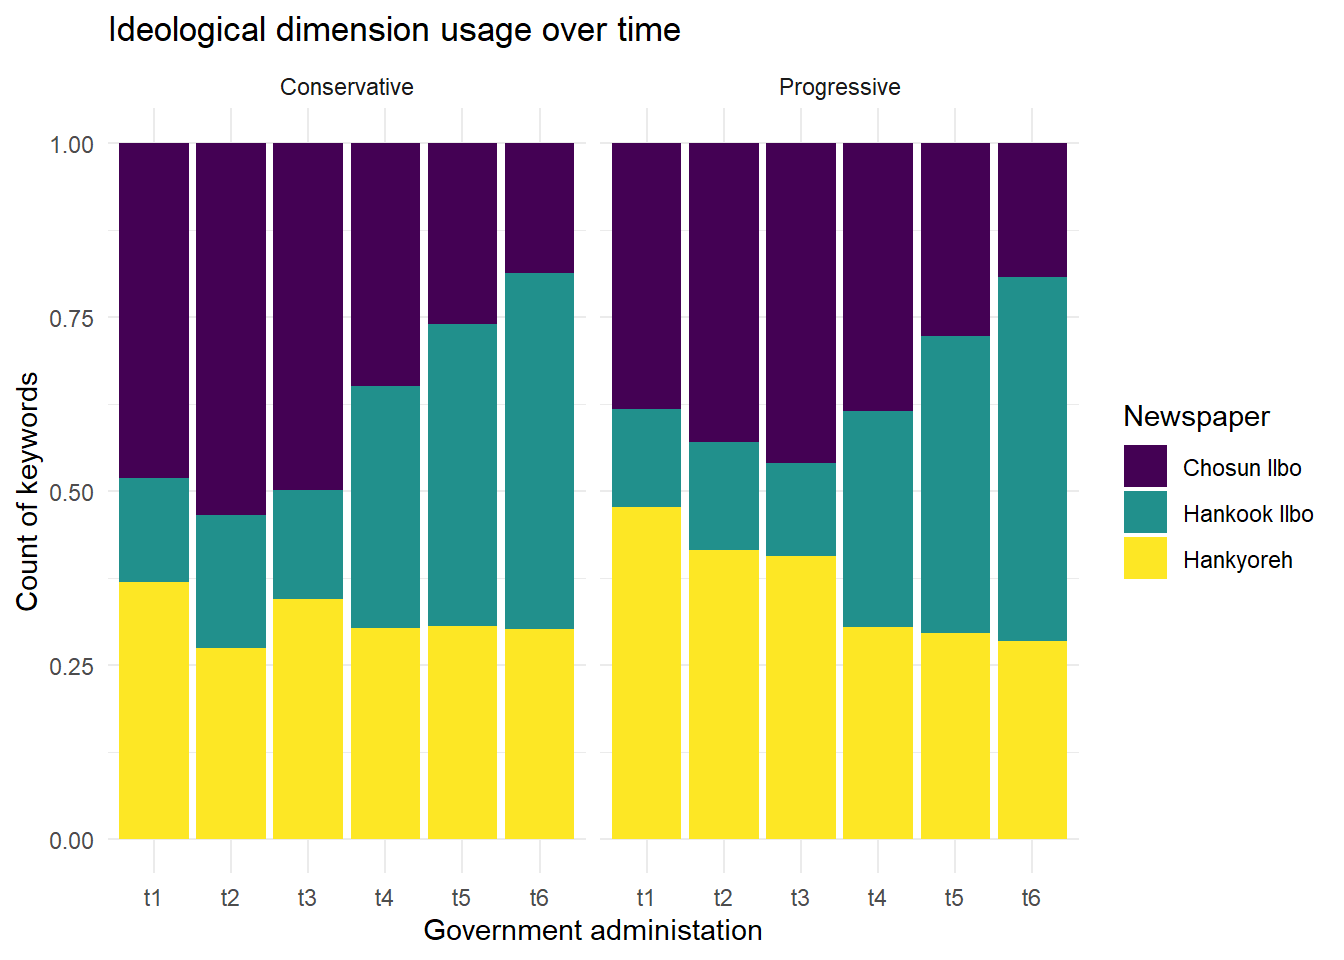 Ideological dimension usage over time
Conservative
Progressive
1.00
0.75
0.50
0.25
0.00
Count of keywords
t1 t2 t3 t4 t5 t6
t1 t2 t3 t4 t5 t6
Government administation
Newspaper
Chosun Ilbo
Hankook Ilbo
Hankyoreh